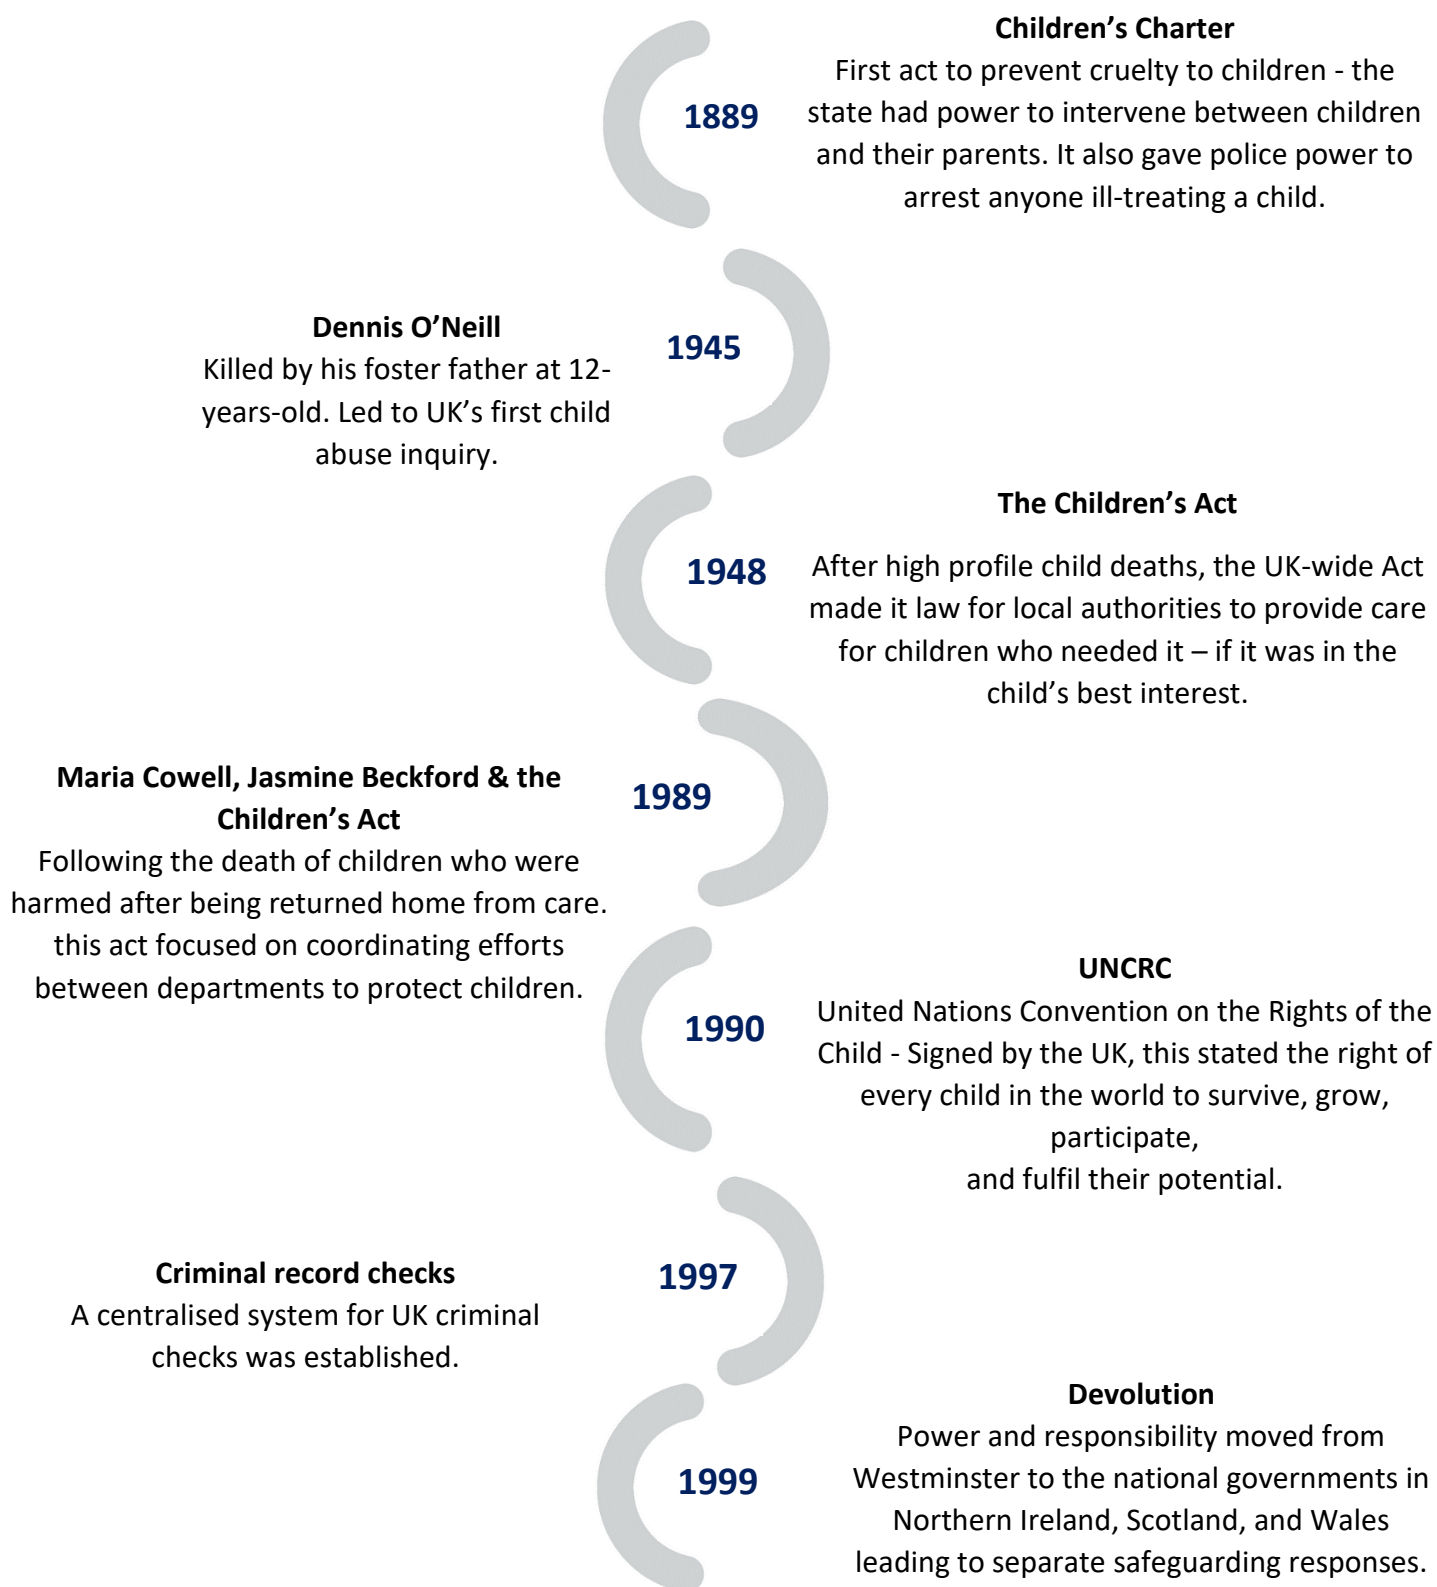 Children’s Charter
First act to prevent cruelty to children - the
1889
state had power to intervene between children
and their parents. It also gave police power to
arrest anyone ill-treating a child.
Dennis O’Neill
1945
Killed by his foster father at 12-
years-old. Led to UK’s first child
abuse inquiry.
The Children’s Act
1948
After high profile child deaths, the UK-wide Act
made it law for local authorities to provide care
for children who needed it – if it was in the
child’s best interest.
Maria Cowell, Jasmine Beckford & the
Children’s Act
1989
Following the death of children who were
harmed after being returned home from care.
this act focused on coordinating efforts
between departments to protect children.
UNCRC
1990
United Nations Convention on the Rights of the
Child - Signed by the UK, this stated the right of
every child in the world to survive, grow,
participate,
and fulfil their potential.
Criminal record checks
1997
A centralised system for UK criminal
checks was established.
Devolution
1999
Power and responsibility moved from
Westminster to the national governments in
Northern Ireland, Scotland, and Wales
leading to separate safeguarding responses.